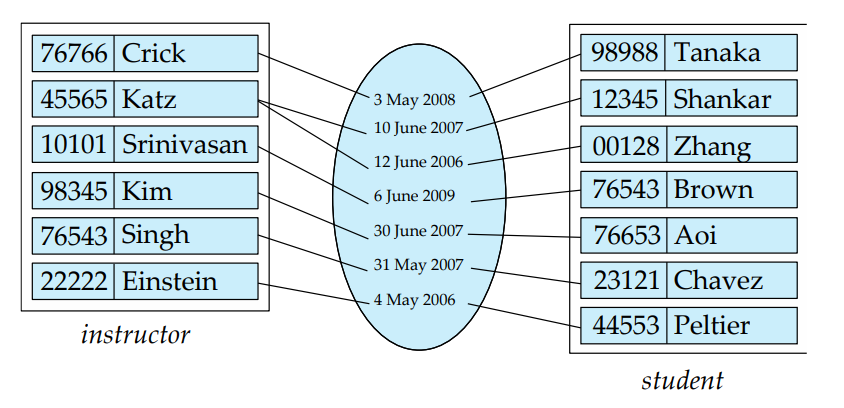 76766 Crick
45565 Katz
10101 Srinivasan
98345 Kim
76543 Singh
22222 Einstein
instructor
3 May 2008
10 June 2007
12 June 2006
6 June 2009
30 June 2007
31 May 2007
4 May 2006
98988 Tanaka
12345 Shankar
00128 Zhang
76543 Brown
76653 Aoi
23121 Chavez
44553 Peltier
student